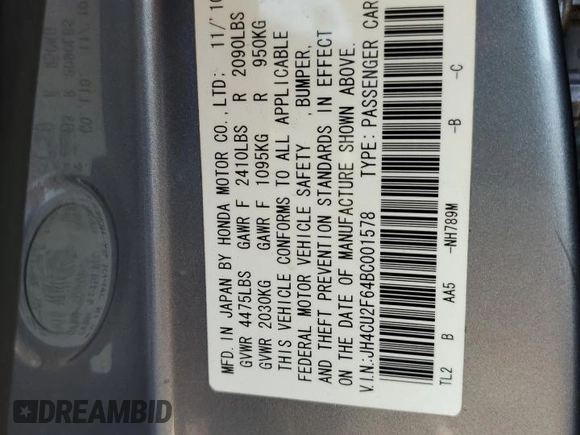 MFD. IN JAPAN BY HONDA MOTOR CO., LTD: 11/'10
GVWR 4475LBS GAWR F 2410LBS R 2090LBS
GVWR 2030KG GAWR F 1095KG R 950KG
THIS VEHICLE CONFORMS TO ALL APPLICABLE
FEDERAL MOTOR VEHICLE SAFETY ,BUMPER,
AND THEFT PREVENTION STANDARDS IN EFFECT
ON THE DATE OF MANUFACTURE SHOWN ABOVE.
V.I.N:JH4CU2F64BC001578 TYPE: PASSENGER CAR
TL2 B AA5 -NH789M -B -C
DREAMBID